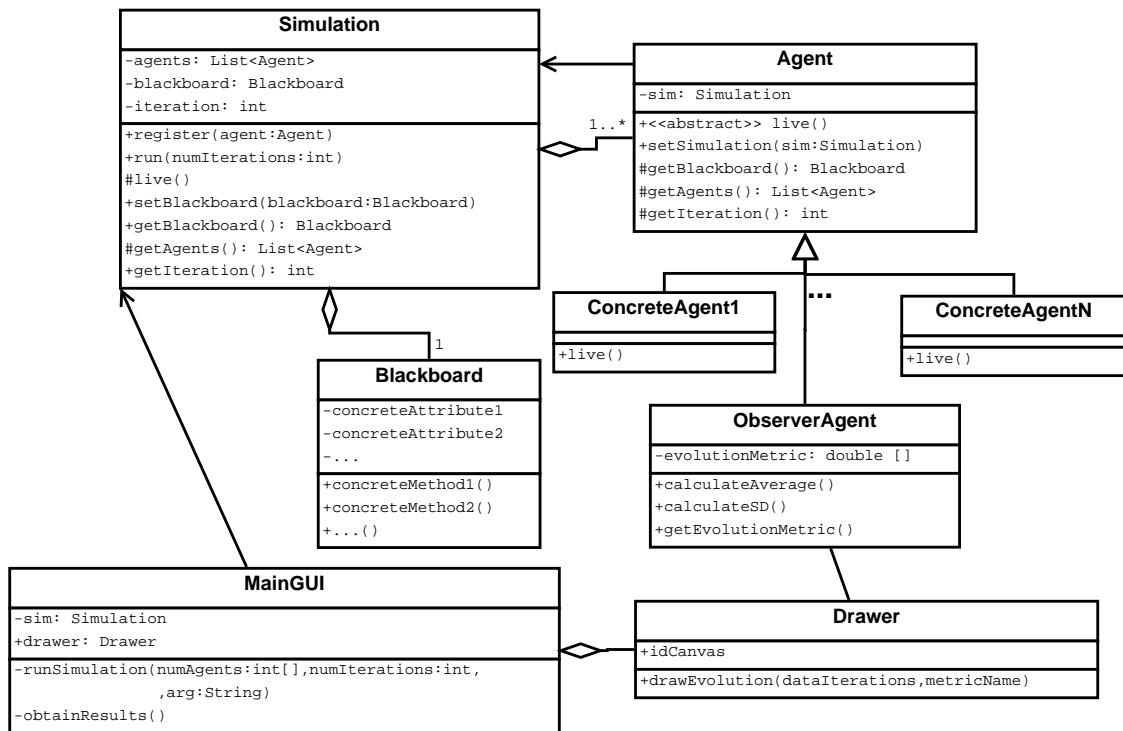 Simulation
-agents: List<Agent>
-blackboard: Blackboard
-iteration: int
+register(agent:Agent)
+run(numIterations:int)
#live()
+setBlackboard(blackboard:Blackboard)
+getBlackboard(): Blackboard
#getAgents(): List<Agent>
+getIteration(): int
1..*
Agent
-sim: Simulation
+<<abstract>> live()
+setSimulation(sim:Simulation)
#getBlackboard(): Blackboard
#getAgents(): List<Agent>
#getIteration(): int
...
ConcreteAgent1
+live()
ConcreteAgentN
+live()
1
Blackboard
-concreteAttribute1
-concreteAttribute2
-...
+concreteMethod1()
+concreteMethod2()
+...()
ObserverAgent
-evolutionMetric: double []
+calculateAverage()
+calculateSD()
+getEvolutionMetric()
MainGUI
-sim: Simulation
+drawer: Drawer
-runSimulation(numAgents:int[],numIterations:int,
,arg:String)
-obtainResults()
Drawer
+idCanvas
+drawEvolution(dataIterations,metricName)